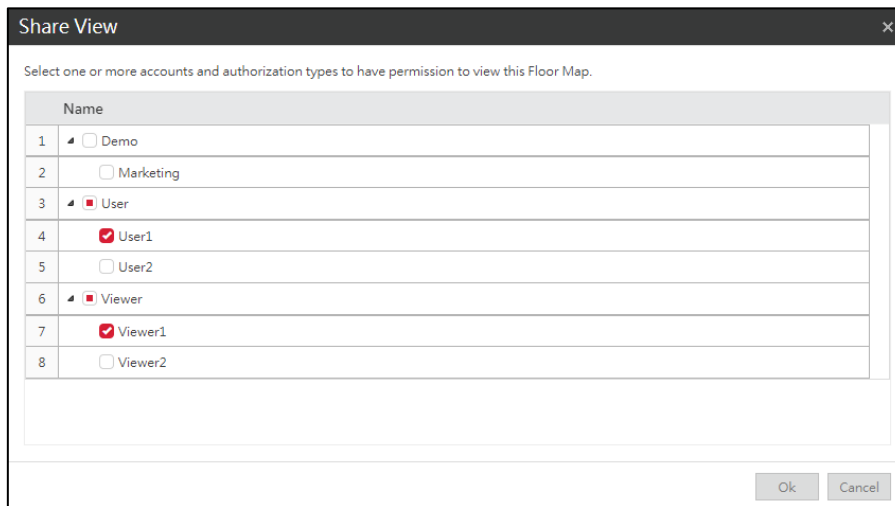 Share View
Select one or more accounts and authorization types to have permission to view this Floor Map.
Name
1 Demo
2 Marketing
3 User
4 User1
5 User2
6 Viewer
7 Viewer1
8 Viewer2
Ok Cancel